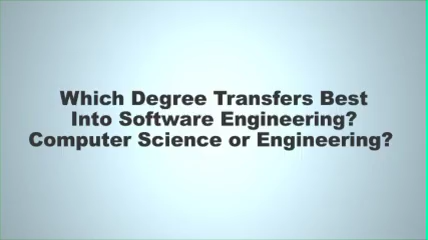 Which Degree Transfers Best
Into Software Engineering?
Computer Science or Engineering?